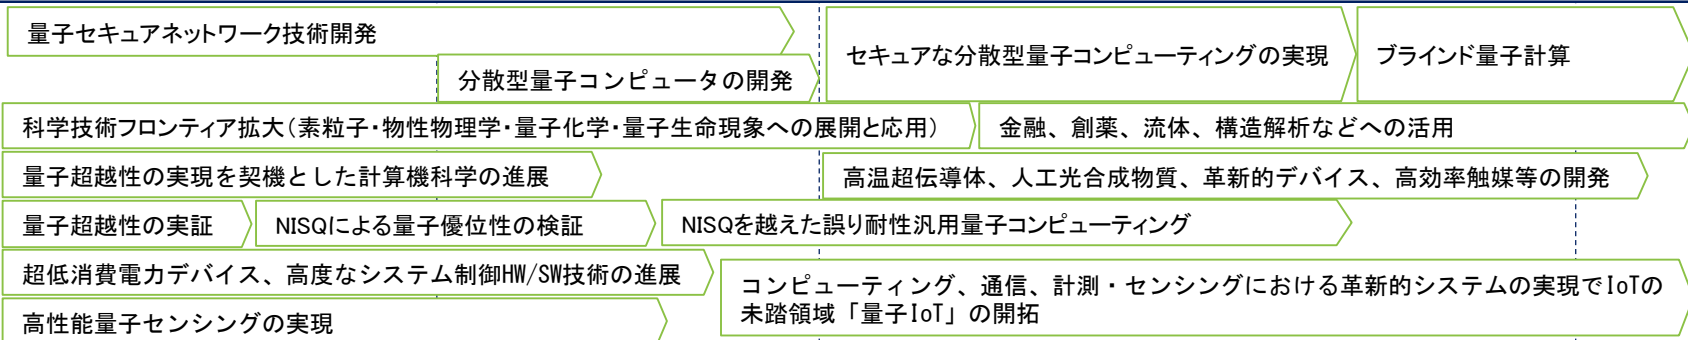 量子セキュアネットワーク技術開発
分散型量子コンピュータの開発
セキュアな分散型量子コンピューティングの実現
ブラインド量子計算
科学技術フロンティア拡大（素粒子・物性物理学・量子化学・量子生命現象への展開と応用）
金融、創薬、流体、構造解析などへの活用
量子超越性の実現を契機とした計算機科学の進展
高温超伝導体、人工光合成物質、革新的デバイス、高効率触媒等の開発
量子超越性の実証
NISQによる量子優位性の検証
NISQを越えた誤り耐性汎用量子コンピューティング
超低消費電力デバイス、高度なシステム制御HW/SW技術の進展
コンピューティング、通信、計測・センシングにおける革新的システムの実現でIoTの
未踏領域「量子IoT」の開拓
高性能量子センシングの実現